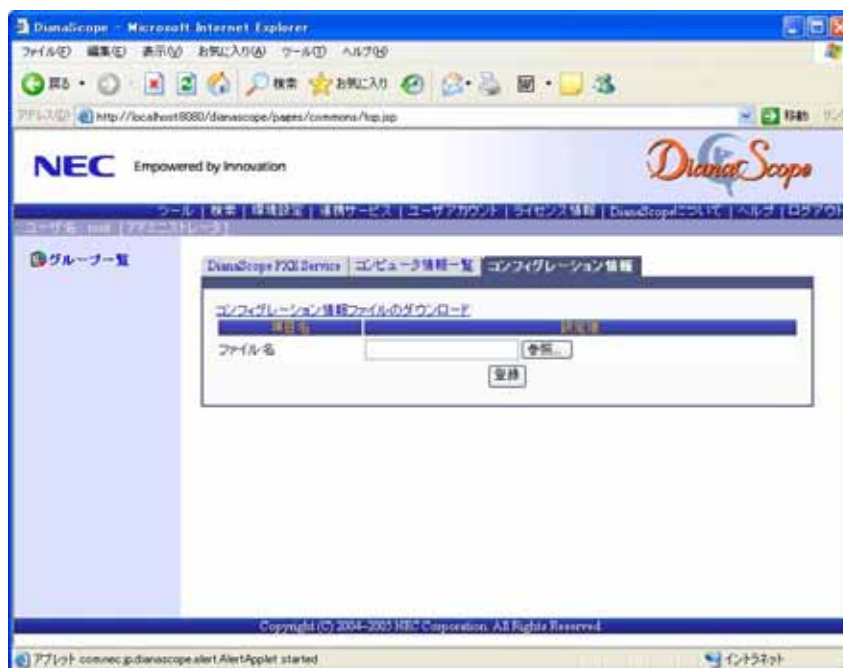 DianaScope - Microsoft Internet Explorer
ファイル(F) 編集(E) 表示(V) お気に入り(A) ツール(T) ヘルプ(H)
戻る 検索 お気に入り
アドレス(D) http://localhost:8080/dianascope/pages/commons/top.jsp 移動
NEC Empowered by Innovation DianaScope
ツール | 検索 | 環境設定 | 連携サービス | ユーザアカウント | ライセンス情報 | DianaScopeについて | ヘルプ | ログアウト
ユーザ名 root [アドミニストレータ]
グループ一覧
DianaScope PXE Service コンピュータ情報一覧 コンフィグレーション情報
コンフィグレーション情報ファイルのダウンロード
項目名 設定値
ファイル名 参照...
登録
Copyright (C) 2004-2005 NEC Corporation. All Rights Reserved.
アプレット com.nec.jp.dianascope.alert.AlertApplet started イントラネット